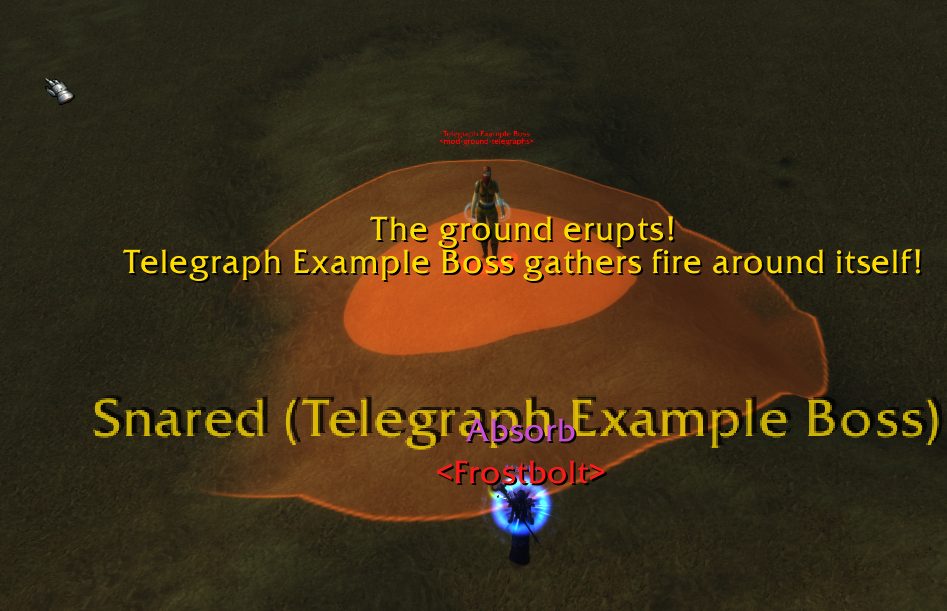 Telegraph Example Boss
<mod-ground-telegraphs>
The ground erupts!
Telegraph Example Boss gathers fire around itself!
Snared (Telegraph Example Boss)
Absorb
<Frostbolt>